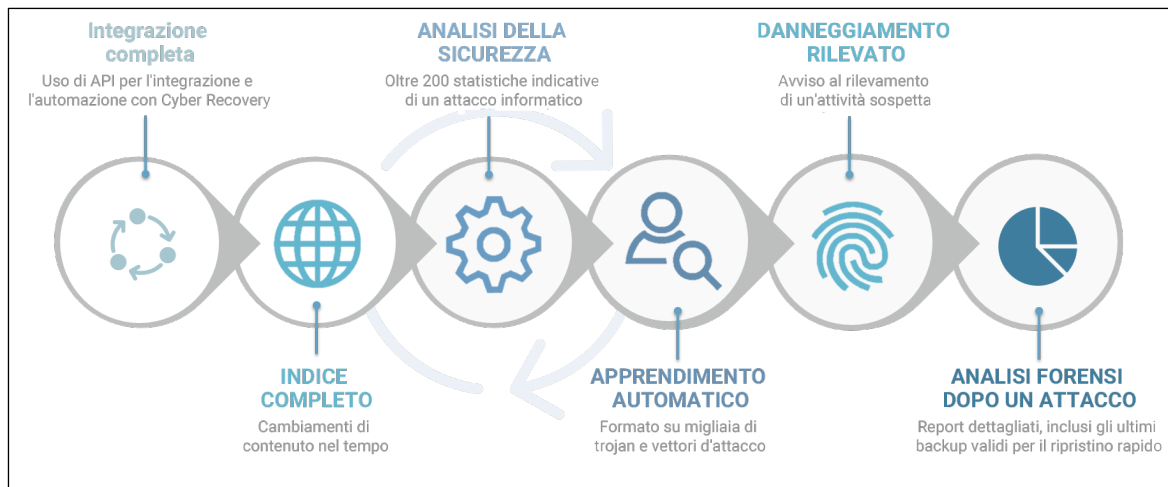 Integrazione
completa
Uso di API per l'integrazione e
l'automazione con Cyber Recovery
INDICE
COMPLETO
Cambiamenti di
contenuto nel tempo
ANALISI DELLA
SICUREZZA
Oltre 200 statistiche indicative
di un attacco informatico
APPRENDIMENTO
AUTOMATICO
Formato su migliaia di
trojan e vettori d'attacco
DANNEGGIAMENTO
RILEVATO
Avviso al rilevamento
di un'attività sospetta
ANALISI FORENSI
DOPO UN ATTACCO
Report dettagliati, inclusi gli ultimi
backup validi per il ripristino rapido